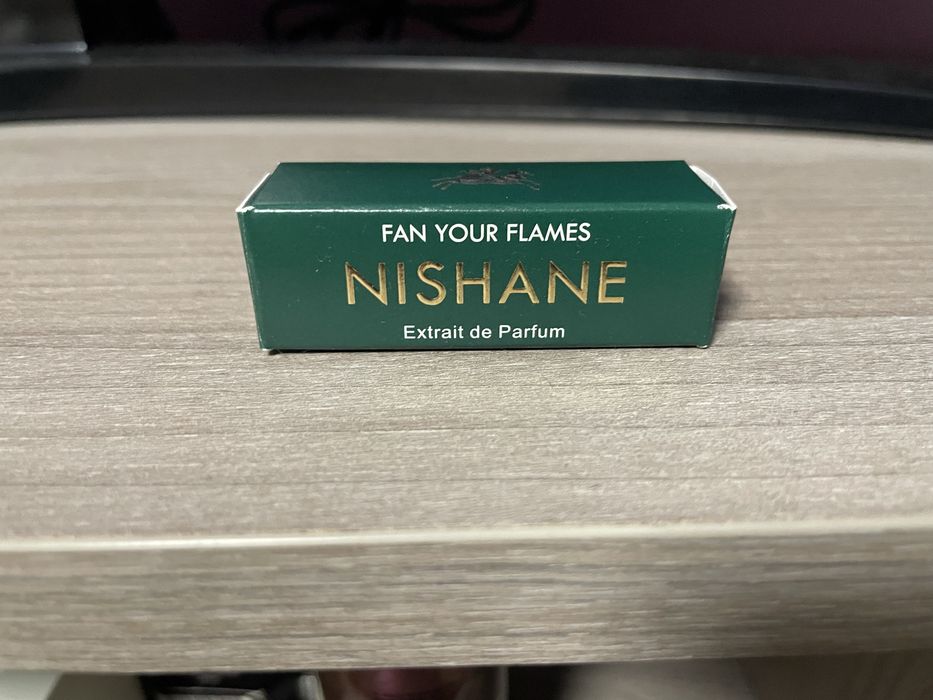 FAN YOUR FLAMES
NISHANE
Extrait de Parfum